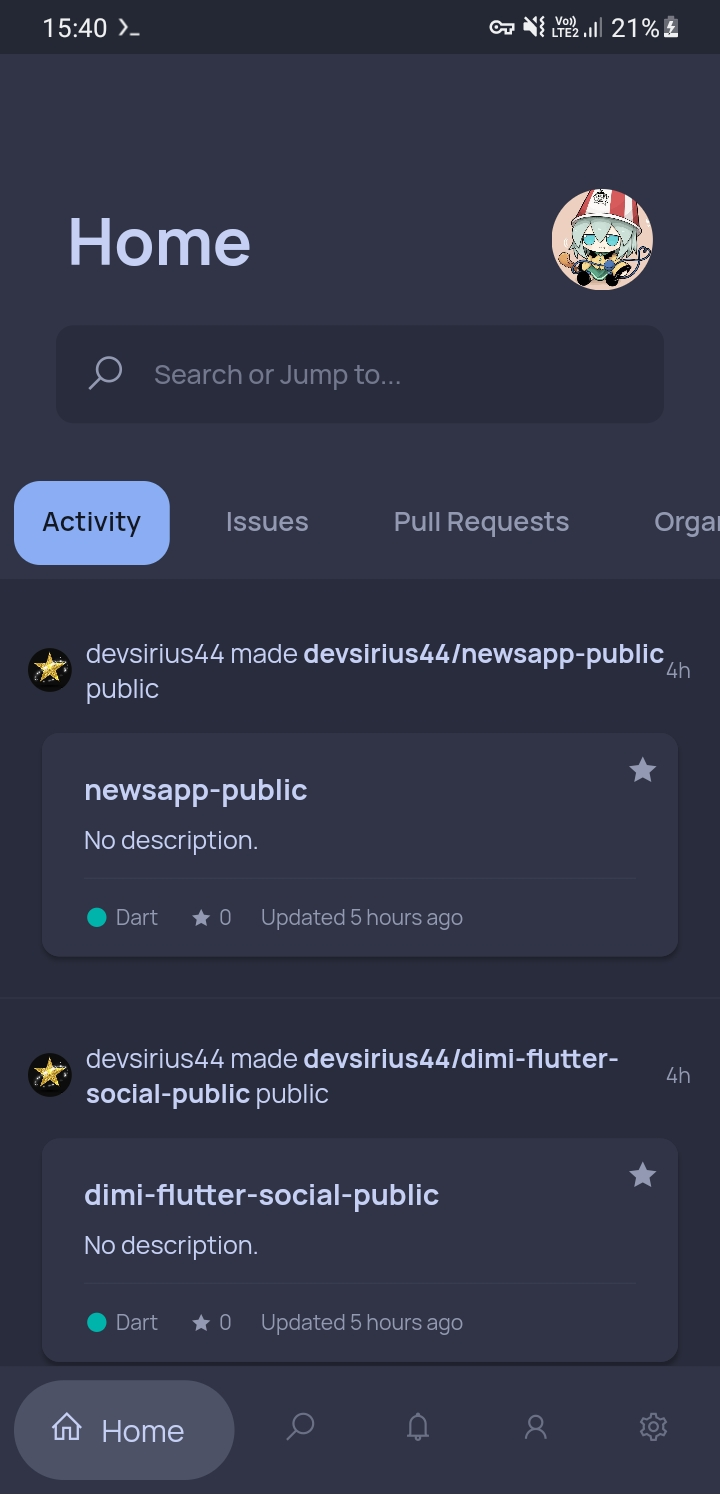 15:40
Vo))
LTE2
21%
Home
Search or Jump to...
Activity
Issues
Pull Requests
Orga
devsirius44 made devsirius44/newsapp-public
public
4h
newsapp-public
No description.
Dart
0
Updated 5 hours ago
devsirius44 made devsirius44/dimi-flutter-
social-public public
4h
dimi-flutter-social-public
No description.
Dart
0
Updated 5 hours ago
Home